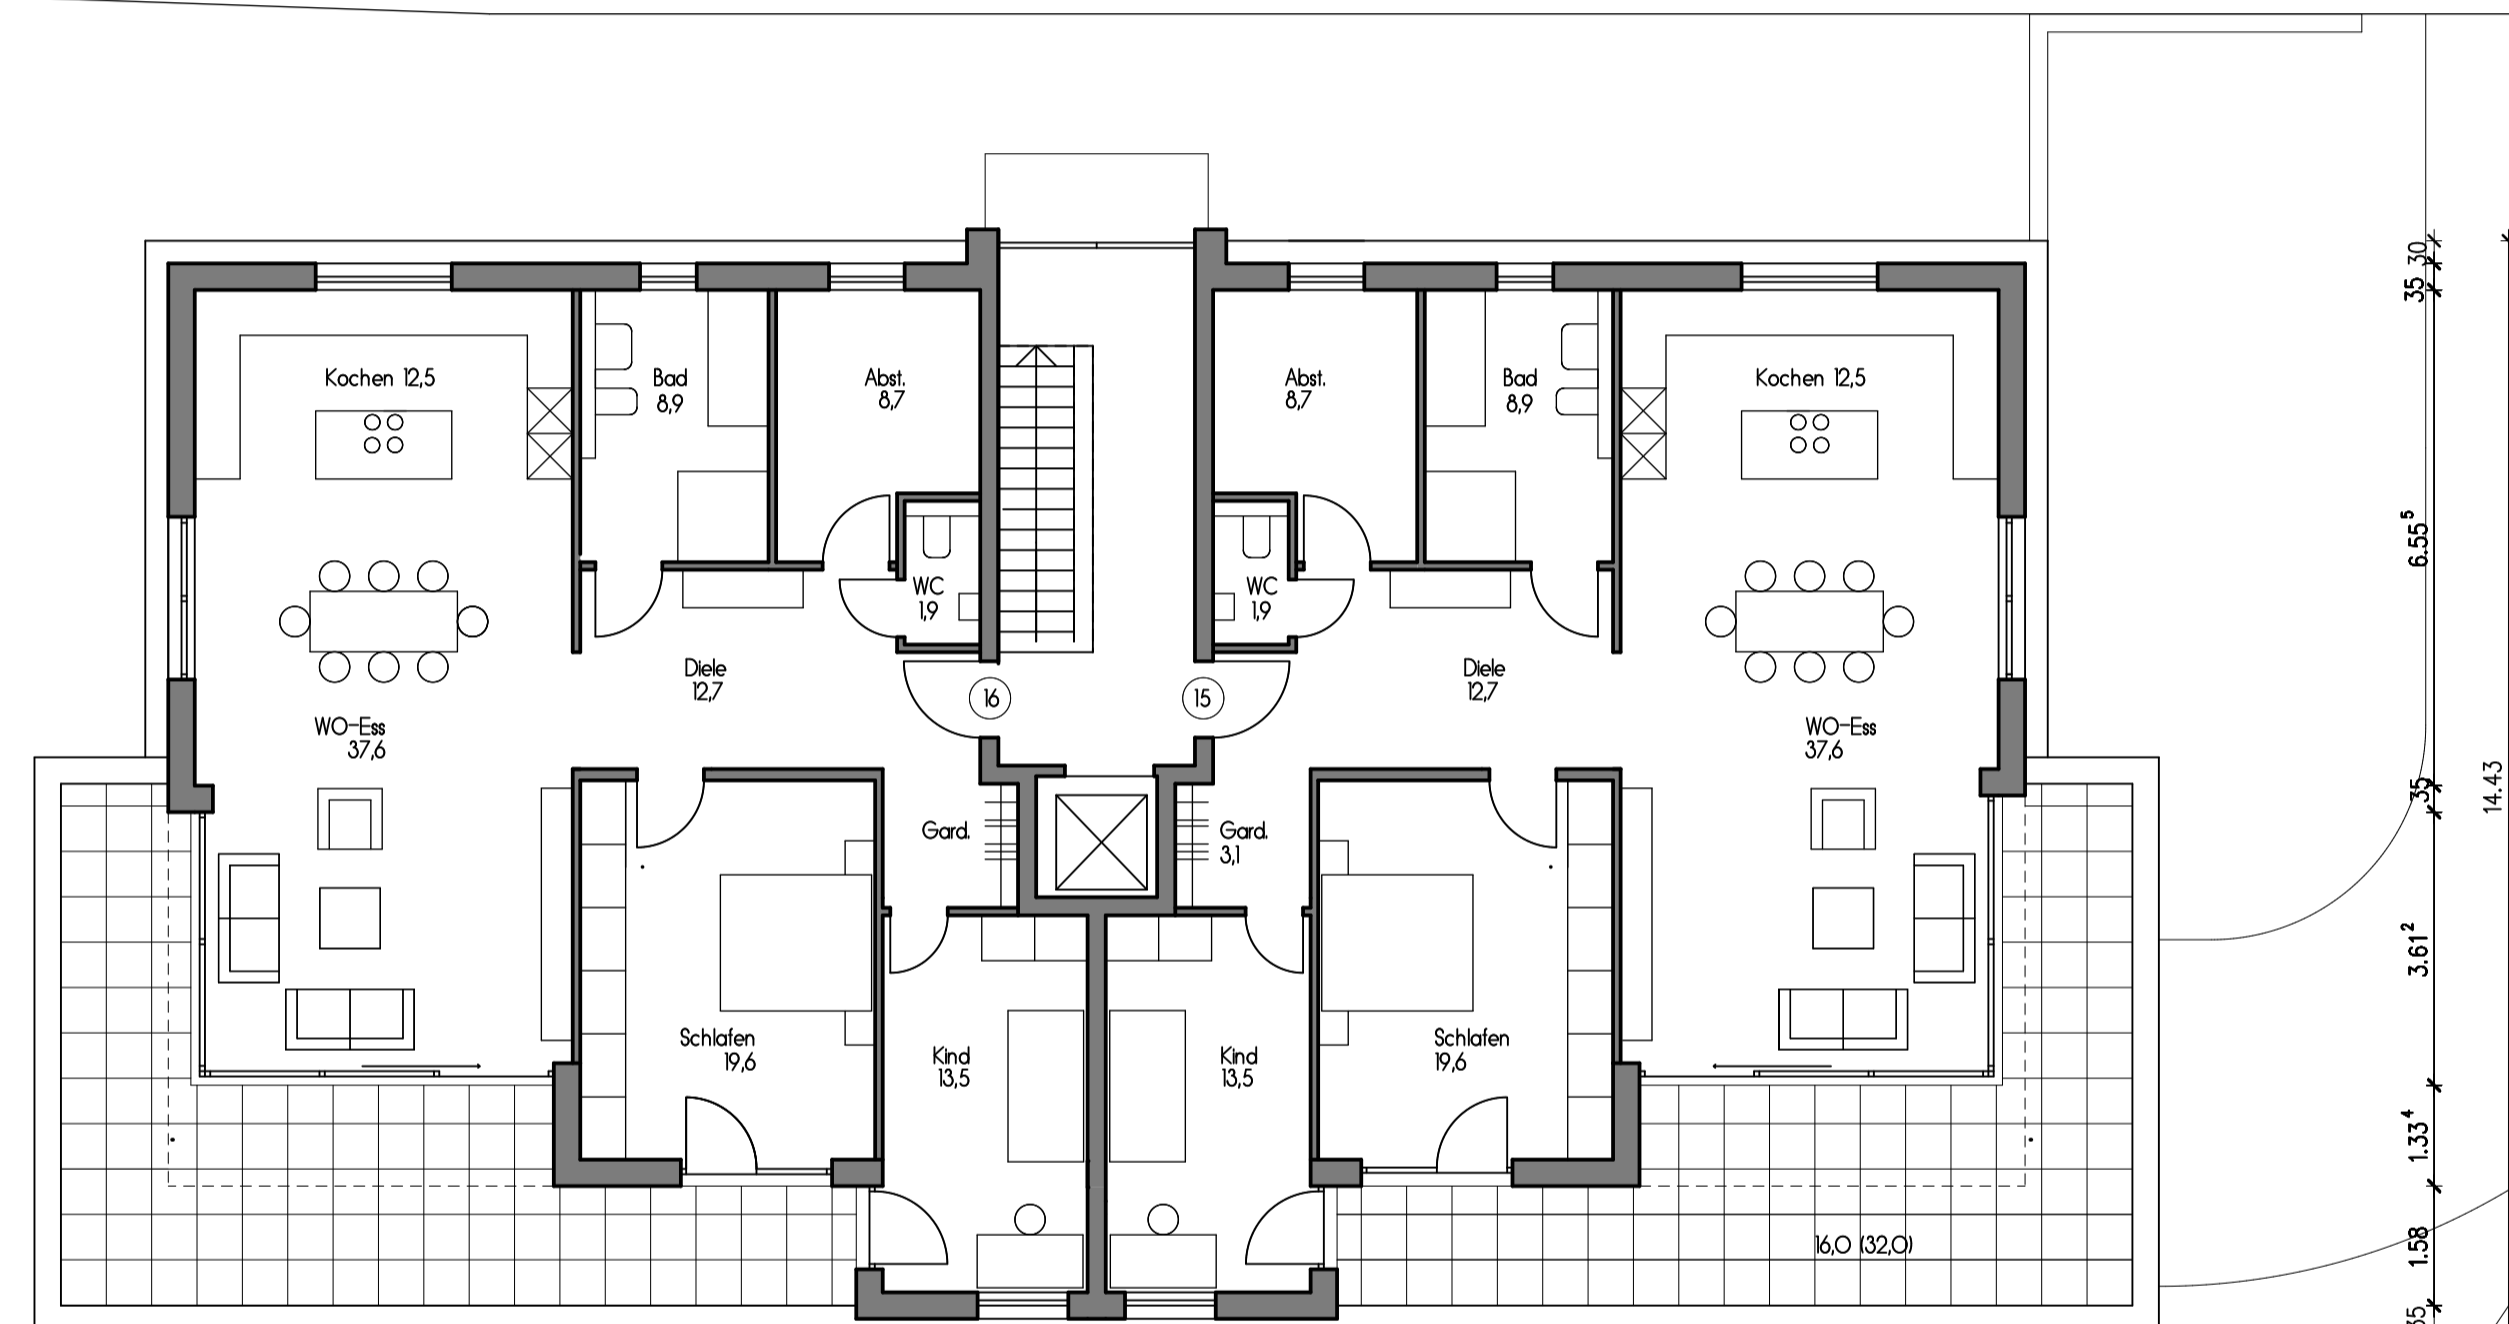 Kochen 12,5
Bad
8,9
Abst.
8,7
Abst.
8,7
Bad
8,9
Kochen 12,5
WC
1,9
WC
1,9
Diele
12,7
16
15
Diele
12,7
WO-Ess
37,6
WO-Ess
37,6
Gard.
Gard.
3,1
Schlafen
19,6
Kind
13,5
Kind
13,5
Schlafen
19,6
16,0 (32,0)
30
35
6.55⁵
35
3.61²
1.33⁴
1.58
35
14.43